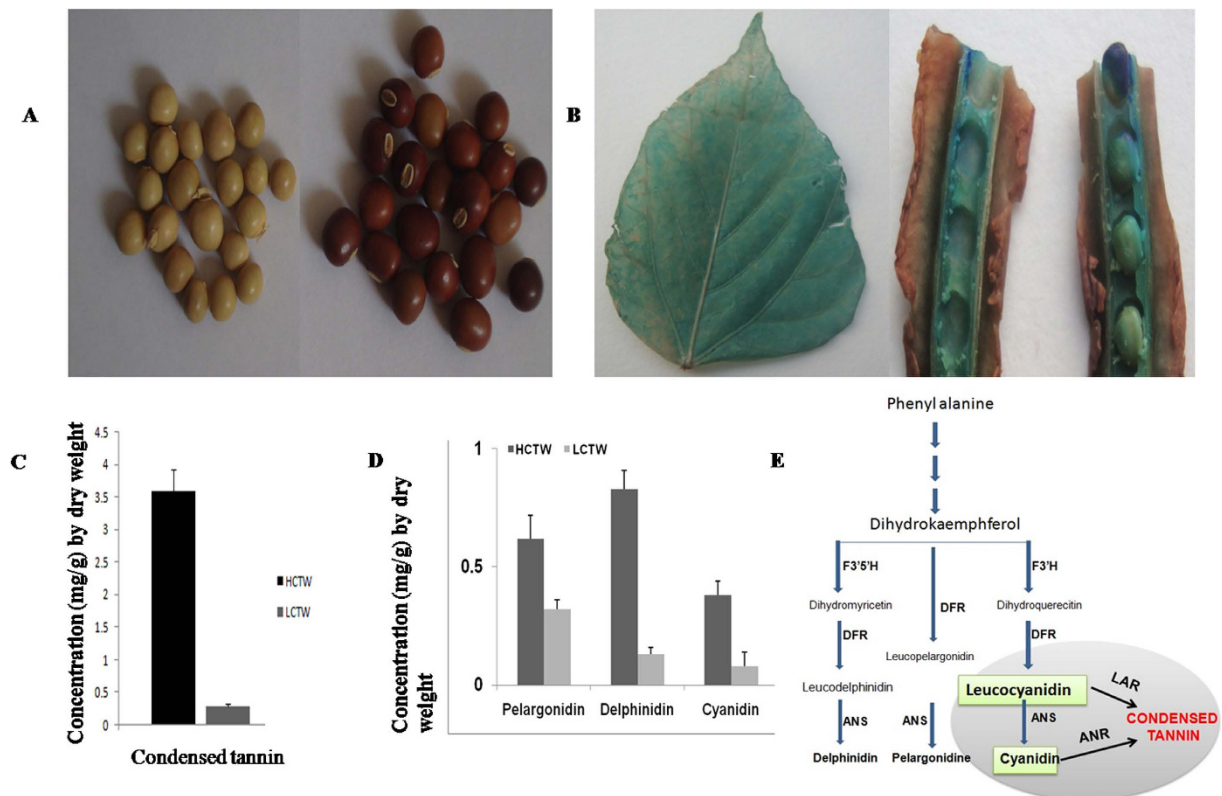 A
B
C
Concentration (mg/g) by dry weight
4.5
4
3.5
3
2.5
2
1.5
1
0.5
0
HCTW
LCTW
Condensed tannin
D
Concentration (mg/g) by dry
weight
1
0.5
0
HCTW
LCTW
Pelargonidin Delphinidin Cyanidin
E
Phenyl alanine
Dihydrokaemphferol
F3'5'H
DFR
F3'H
Dihydromyricetin
Dihydroquerecitin
DFR
DFR
Leucopelargonidin
Leucodelphinidin
Leucocyanidin
LAR
ANS
ANS
ANS
CONDENSED
TANNIN
ANR
Delphinidin
Pelargonidine
Cyanidin